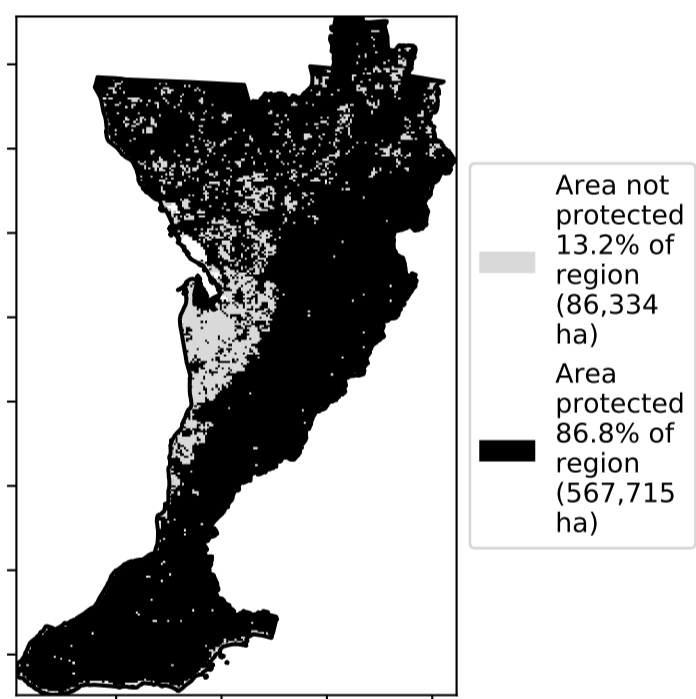 Area not
protected
13.2% of
region
(86,334
ha)
Area
protected
86.8% of
region
(567,715
ha)